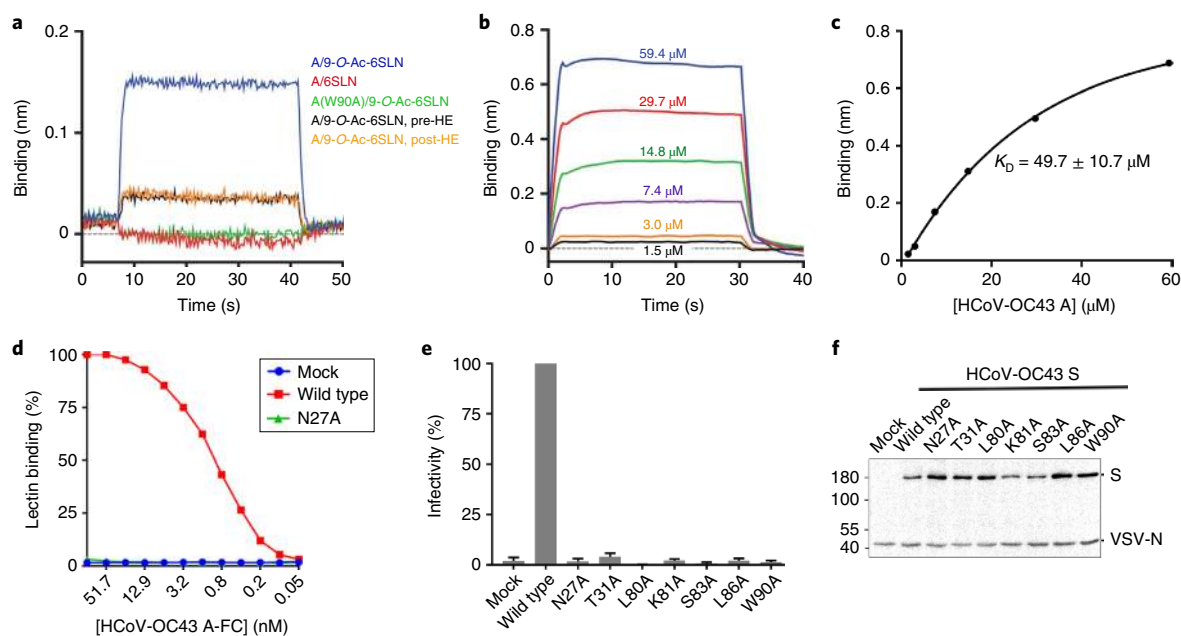 a
0.2
0.1
0
Binding (nm)
0 10 20 30 40 50
Time (s)
A/9-O-Ac-6SLN
A/6SLN
A(W90A)/9-O-Ac-6SLN
A/9-O-Ac-6SLN, pre-HE
A/9-O-Ac-6SLN, post-HE
b
0.8
0.6
0.4
0.2
0
Binding (nm)
59.4 μM
29.7 μM
14.8 μM
7.4 μM
3.0 μM
1.5 μM
0 10 20 30 40
Time (s)
c
0.8
0.6
0.4
0.2
0
Binding (nm)
KD = 49.7 ± 10.7 μM
0 20 40 60
[HCoV-OC43 A] (μM)
d
100
75
50
25
0
Lectin binding (%)
Mock
Wild type
N27A
51.7 12.9 3.2 0.8 0.2 0.05
[HCoV-OC43 A-FC] (nM)
e
100
80
60
40
20
0
Infectivity (%)
Mock Wild type N27A T31A L80A K81A S83A L86A W90A
f
HCoV-OC43 S
Mock Wild type N27A T31A L80A K81A S83A L86A W90A
180
100
55
40
S
VSV-N